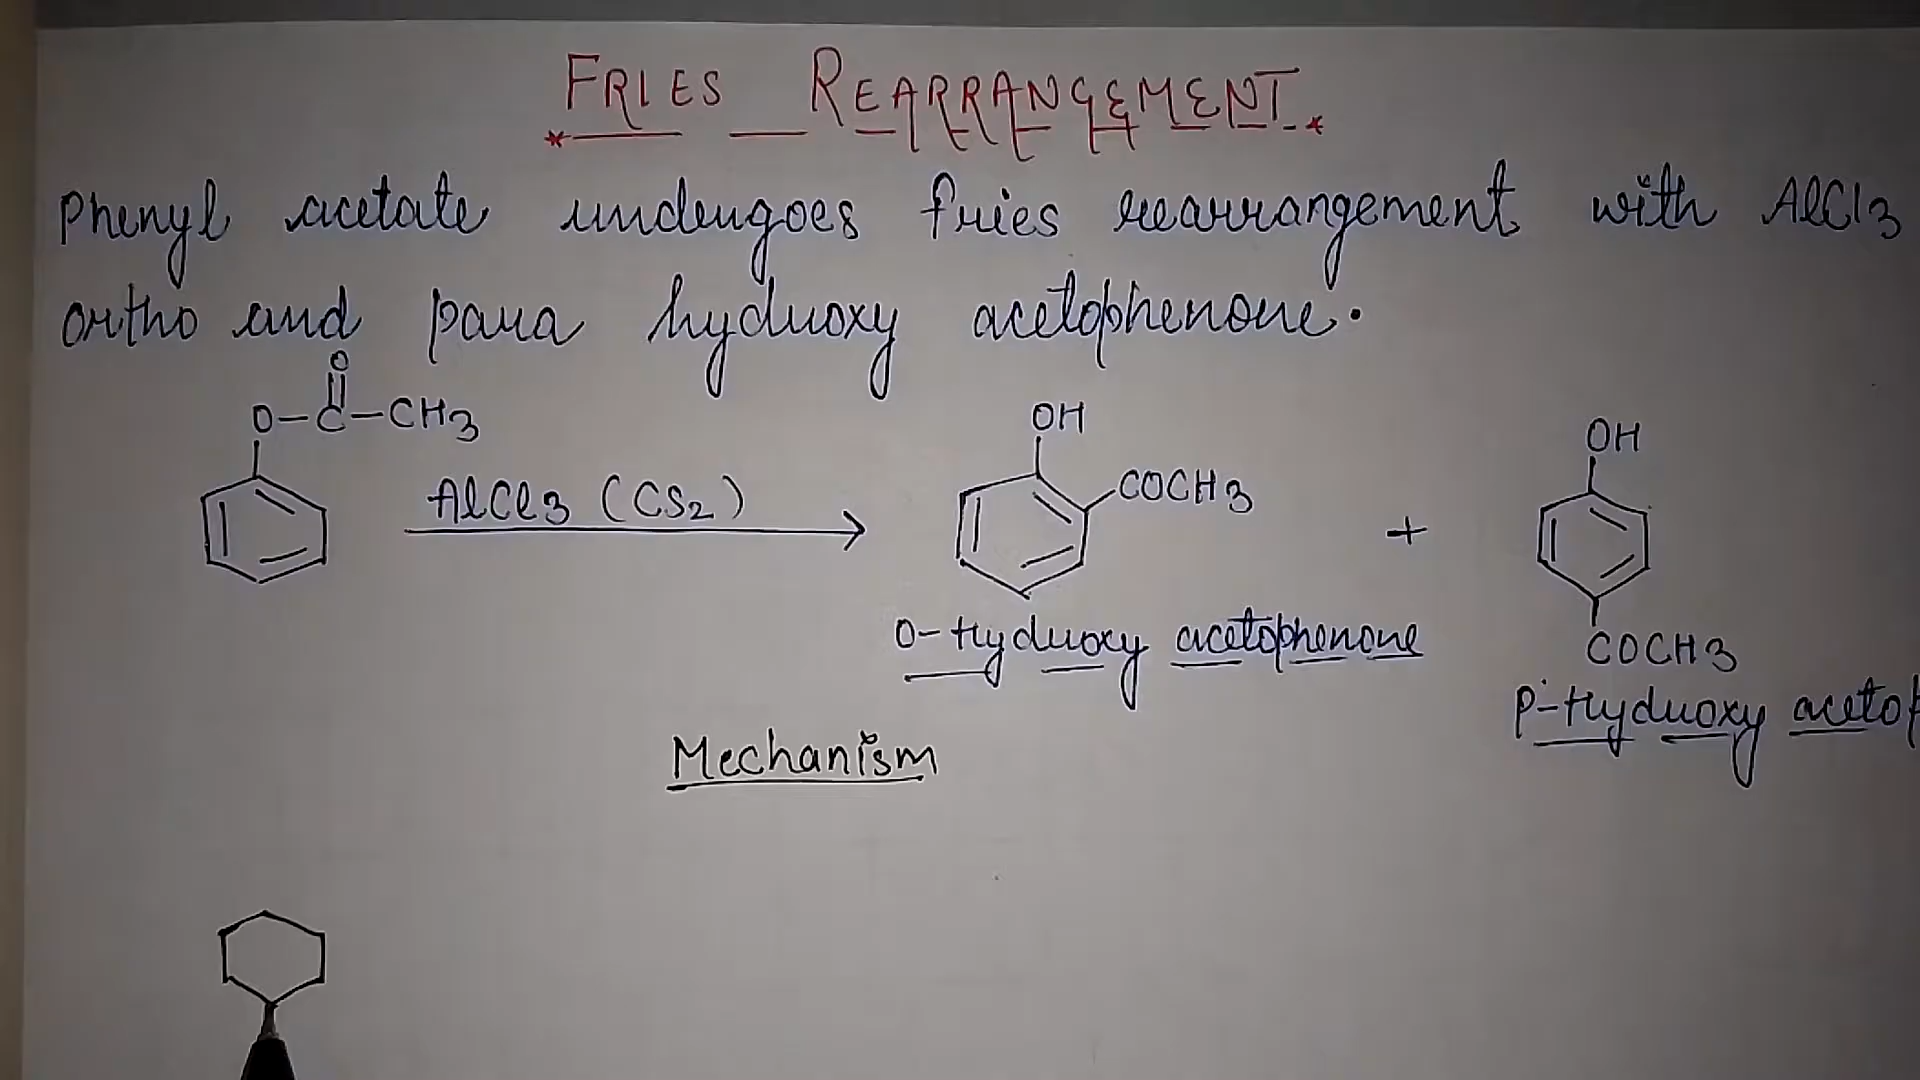 FRIES REARRANGEMENT
Phenyl acetate undergoes fries rearrangement with AlCl3
ortho and para hydroxy acetophenone.
O
O-C-CH3
AlCl3 (CS2)
OH
COCH3
+
OH
COCH3
O-Hydroxy acetophenone
P-Hydroxy acetop
Mechanism